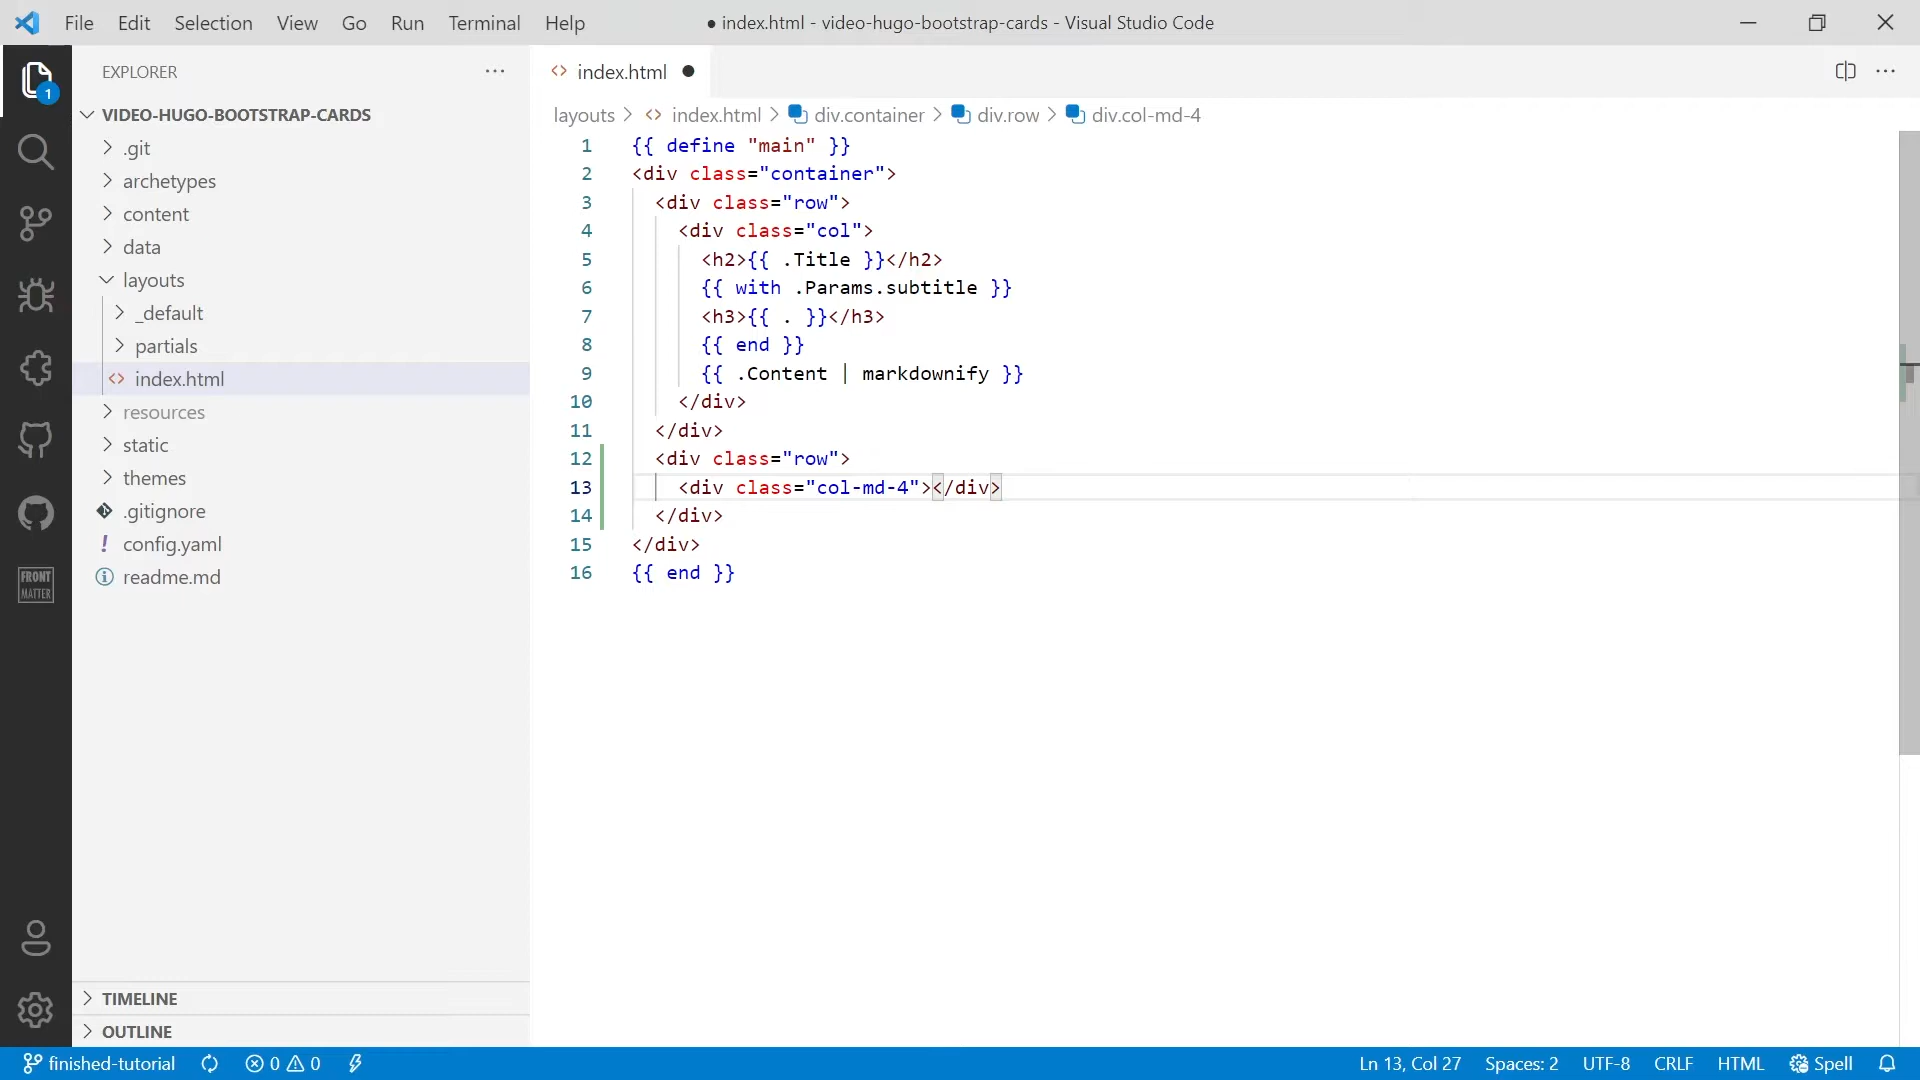 File Edit Selection View Go Run Terminal Help
● index.html - video-hugo-bootstrap-cards - Visual Studio Code
EXPLORER
1
VIDEO-HUGO-BOOTSTRAP-CARDS
.git
archetypes
content
data
layouts
_default
partials
index.html
resources
static
themes
.gitignore
config.yaml
readme.md
FRONT
MATTER
TIMELINE
OUTLINE
index.html
layouts > index.html > div.container > div.row > div.col-md-4
1 {{ define "main" }}
2 <div class="container">
3 <div class="row">
4 <div class="col">
5 <h2>{{ .Title }}</h2>
6 {{ with .Params.subtitle }}
7 <h3>{{ . }}</h3>
8 {{ end }}
9 {{ .Content | markdownify }}
10 </div>
11 </div>
12 <div class="row">
13 <div class="col-md-4"></div>
14 </div>
15 </div>
16 {{ end }}
finished-tutorial 0 0 Ln 13, Col 27 Spaces: 2 UTF-8 CRLF HTML Spell